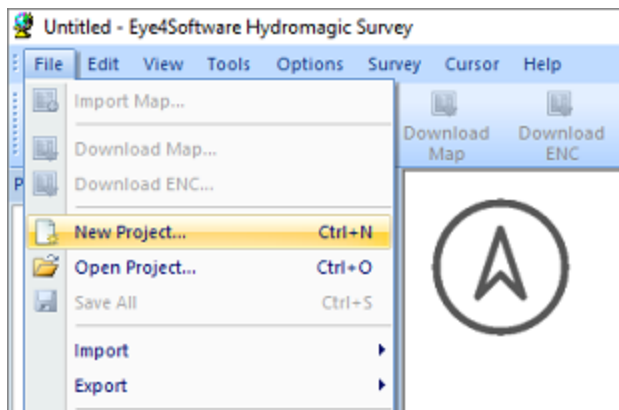 Untitled - Eye4Software Hydromagic Survey
File Edit View Tools Options Survey Cursor Help
Import Map...
Download Map...
Download ENC...
New Project... Ctrl+N
Open Project... Ctrl+O
Save All Ctrl+S
Import
Export
Download Map
Download ENC
P